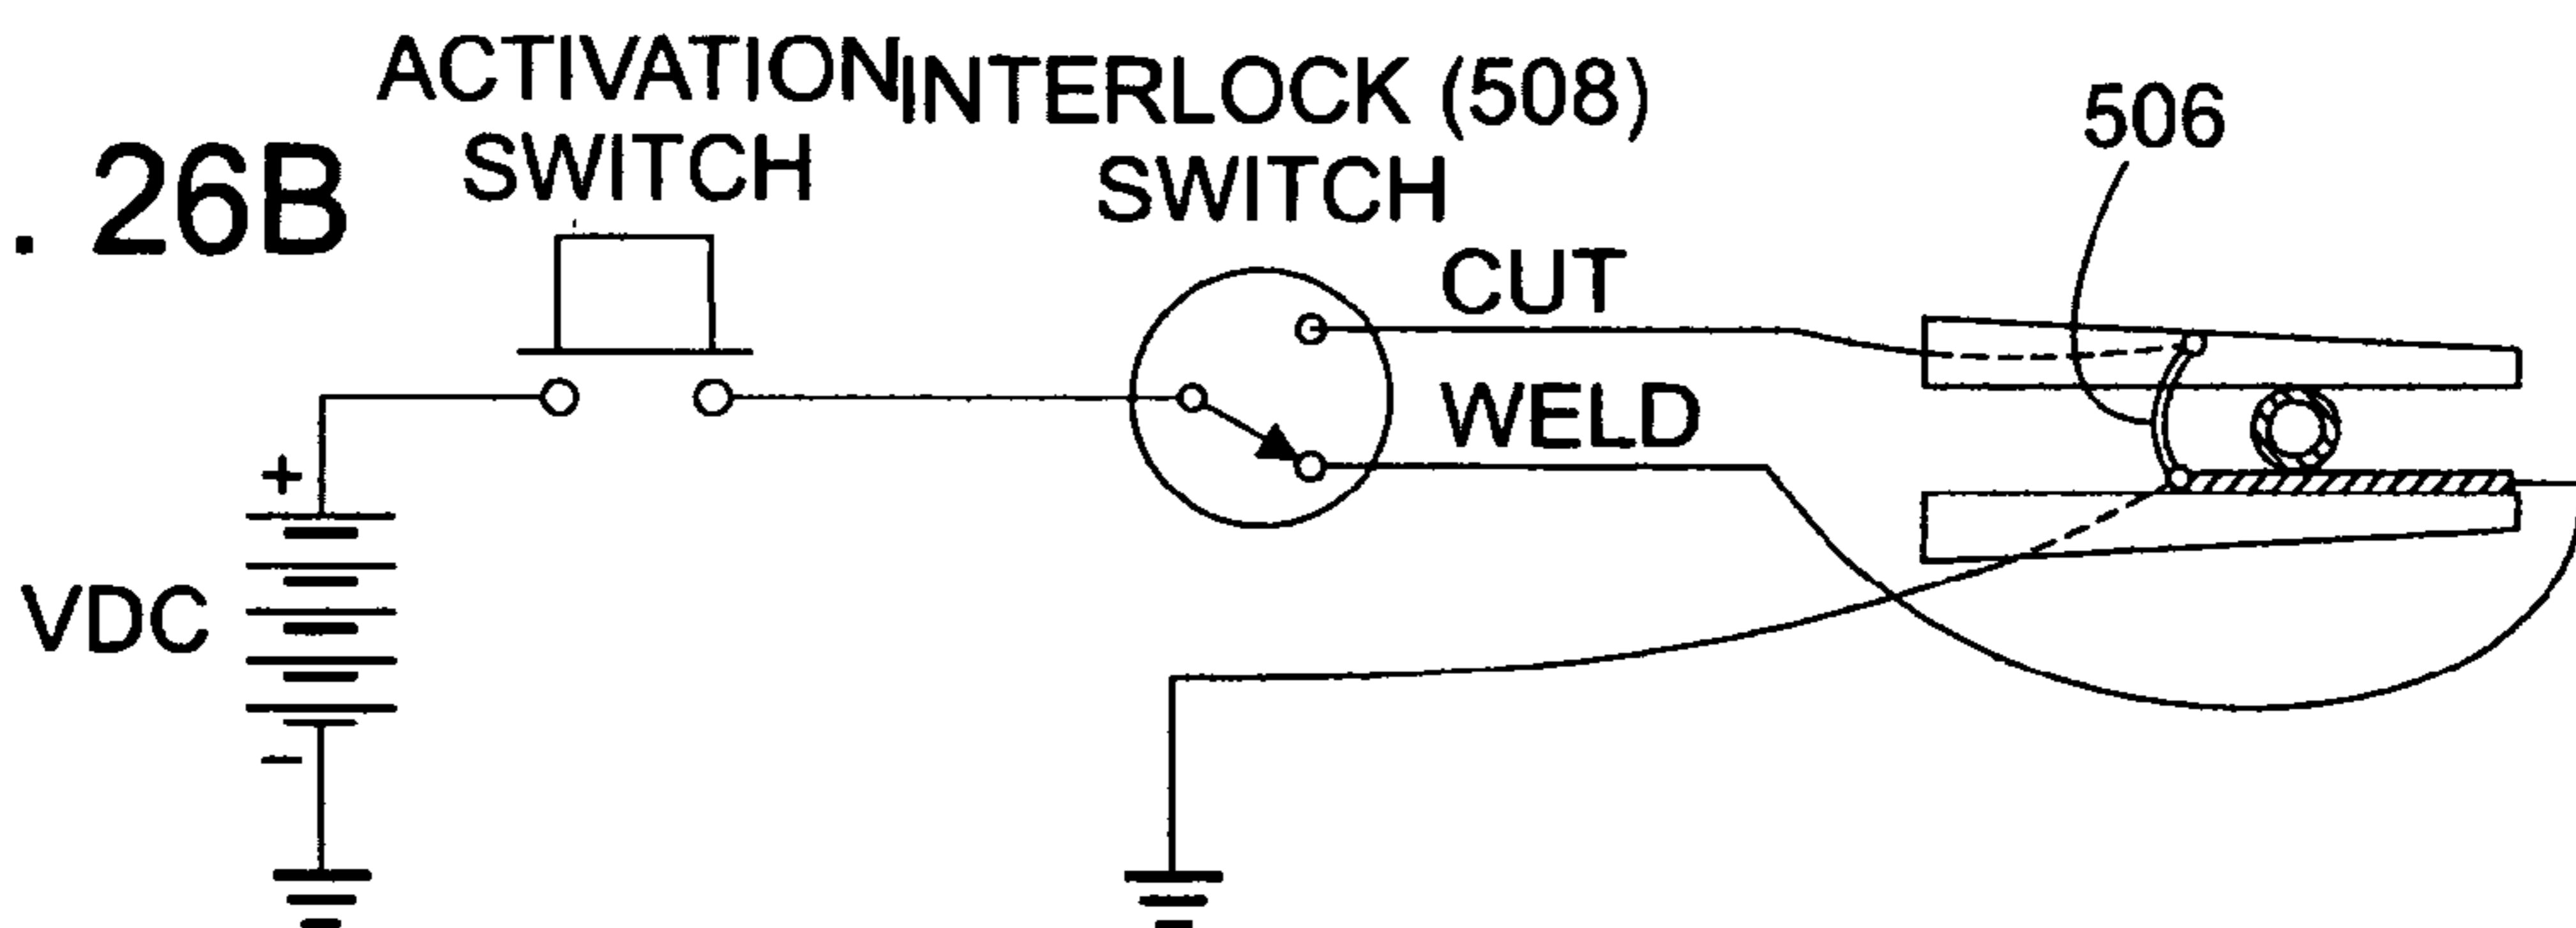 . 26B
ACTIVATION
SWITCH
INTERLOCK (508)
SWITCH
506
CUT
WELD
+
VDC
−